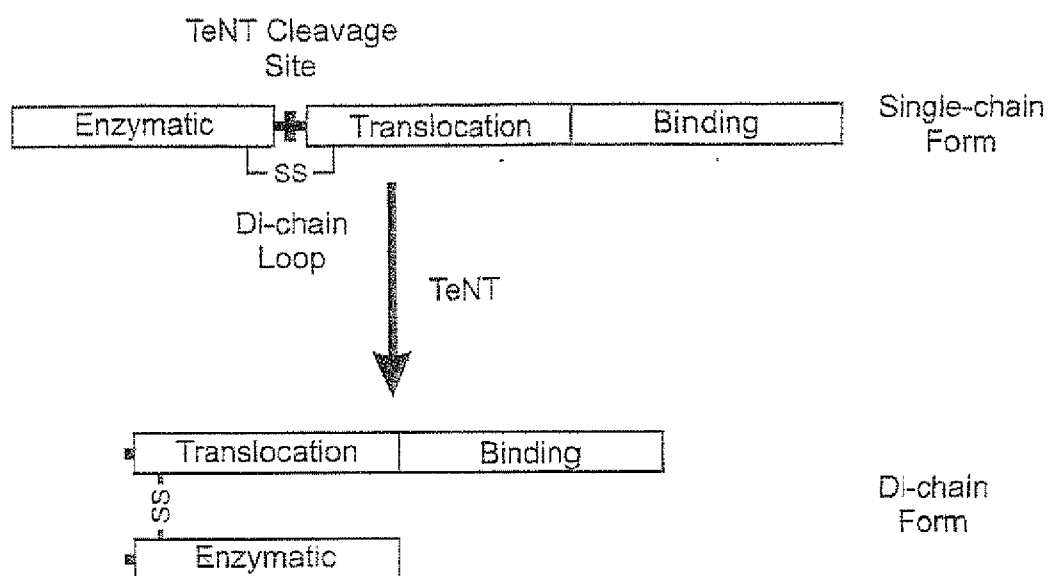 TeNT Cleavage
Site
Enzymatic
Translocation
Binding
Single-chain
Form
SS
Di-chain
Loop
TeNT
Translocation
Binding
SS
Di-chain
Form
Enzymatic